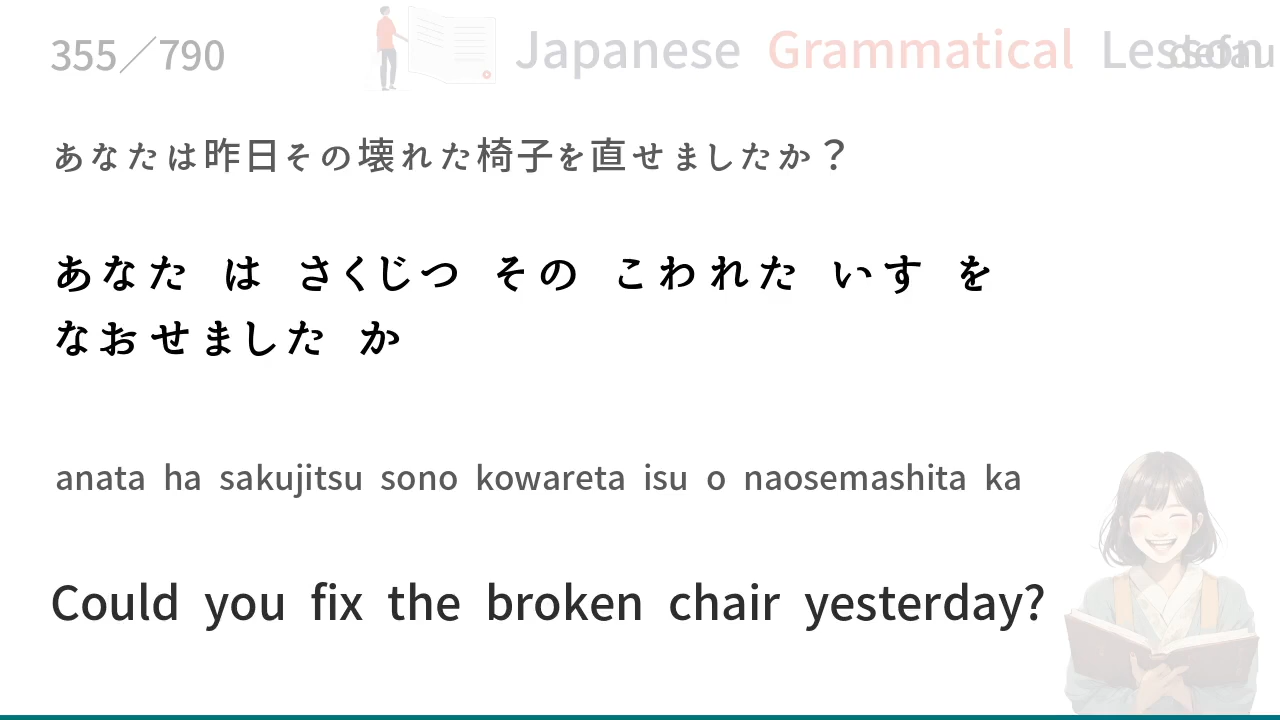 355／790
Japanese Grammatical Lesson
あなたは昨日その壊れた椅子を直せましたか？
あなた は さくじつ その こわれた いす を
なおせました か
anata ha sakujitsu sono kowareta isu o naosemashita ka
Could you fix the broken chair yesterday?